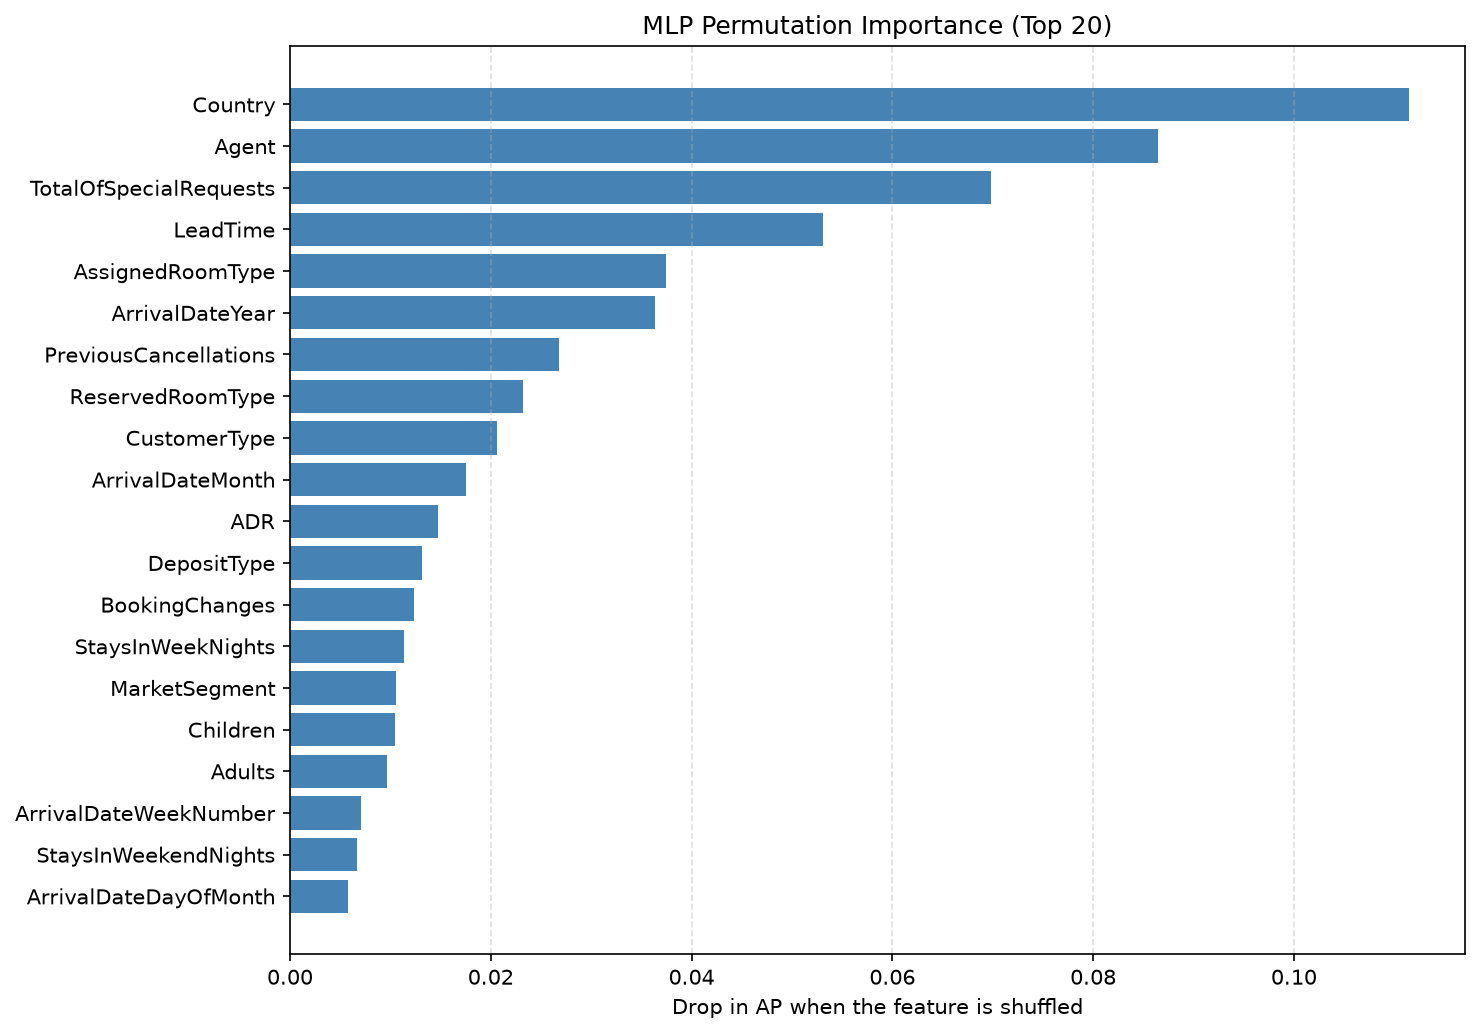 MLP Permutation Importance (Top 20)
Country
Agent
TotalOfSpecialRequests
LeadTime
AssignedRoomType
ArrivalDateYear
PreviousCancellations
ReservedRoomType
CustomerType
ArrivalDateMonth
ADR
DepositType
BookingChanges
StaysInWeekNights
MarketSegment
Children
Adults
ArrivalDateWeekNumber
StaysInWeekendNights
ArrivalDateDayOfMonth
0.00 0.02 0.04 0.06 0.08 0.10
Drop in AP when the feature is shuffled